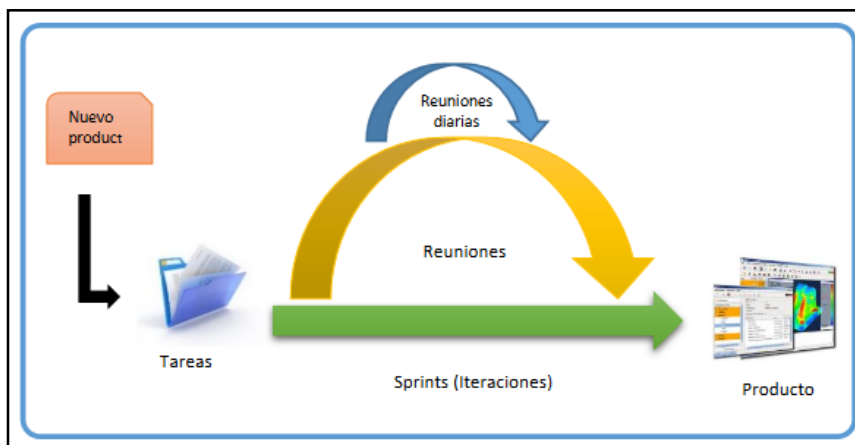 Nuevo
product
Reuniones
diarias
Reuniones
Tareas
Sprints (Iteraciones)
Producto